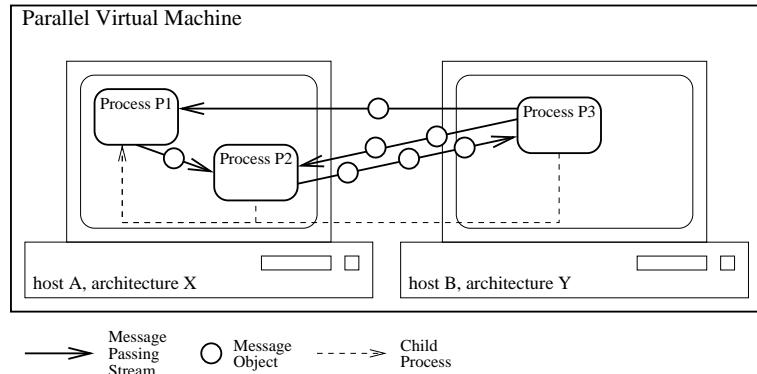 Parallel Virtual Machine
Process P1
Process P2
Process P3
host A, architecture X
host B, architecture Y
Message
Passing
Stream
Message
Object
Child
Process